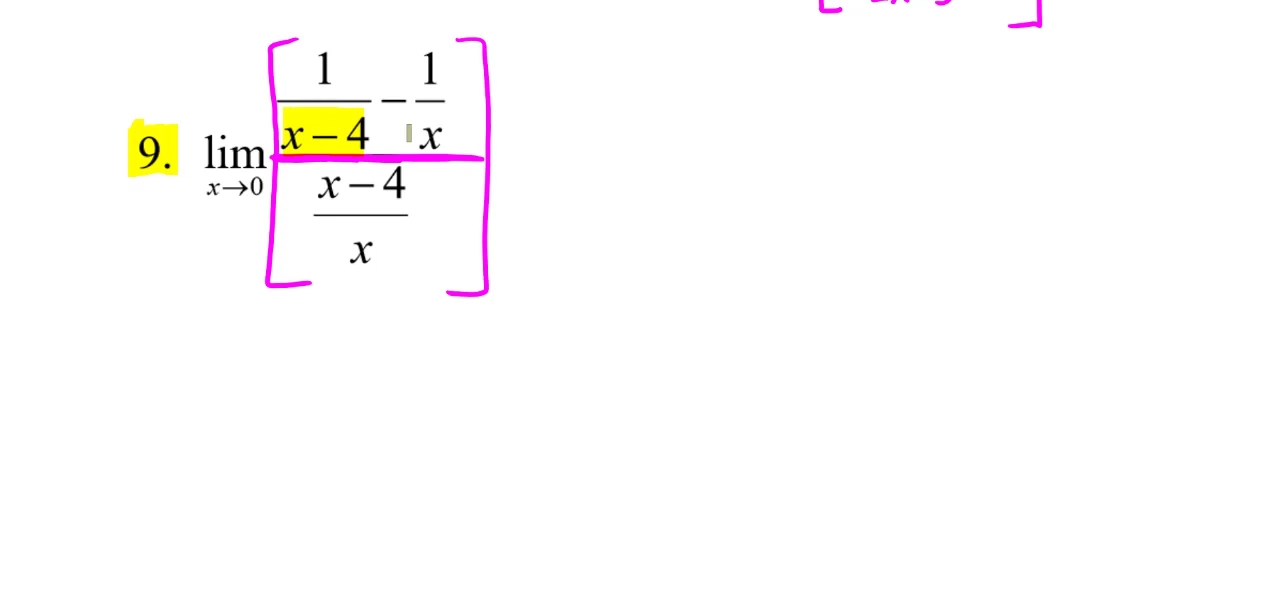 1 1
— − —
x − 4 x
9. lim
x→0
x − 4
—
x